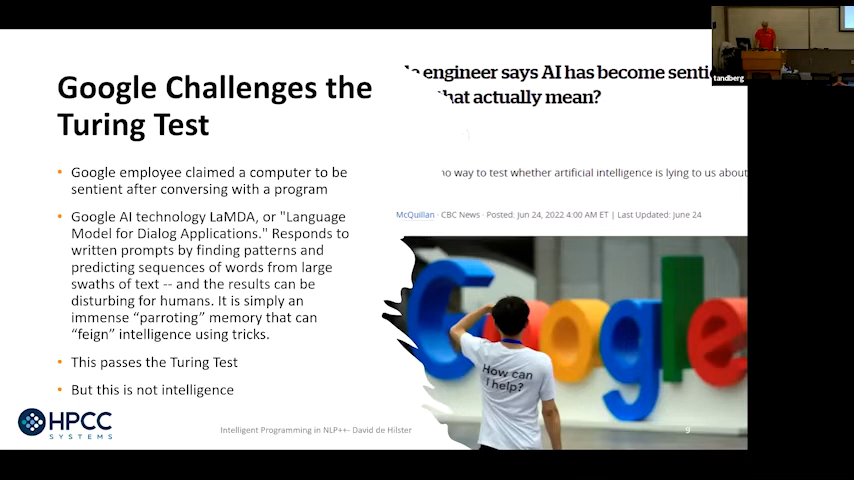 Google Challenges the
Turing Test
• Google employee claimed a computer to be
sentient after conversing with a program
• Google AI technology LaMDA, or "Language
Model for Dialog Applications." Responds to
written prompts by finding patterns and
predicting sequences of words from large
swaths of text -- and the results can be
disturbing for humans. It is simply an
immense “parroting” memory that can
“feign” intelligence using tricks.
• This passes the Turing Test
• But this is not intelligence
engineer says AI has become
that actually mean?
way to test whether artificial intelligence is lying to us about
McQuillan · CBC News · Posted: Jun 24, 2022 4:00 AM ET | Last Updated: June 24
Google
How can
I help?
HPCC
SYSTEMS
Intelligent Programming in NLP++- David de Hilster
9
tandberg